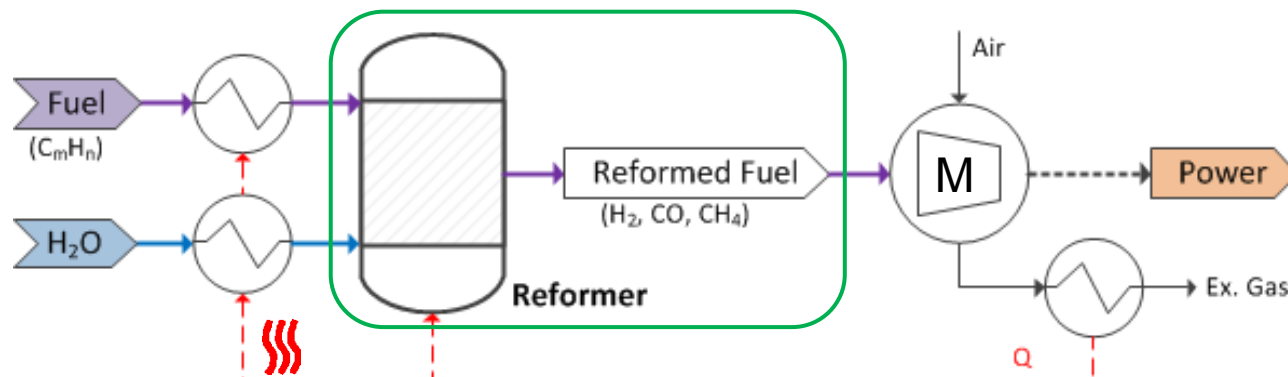 Fuel
(CmHn)
H2O
Reformer
Reformed Fuel
(H2, CO, CH4)
Air
M
Power
Ex. Gas
Q